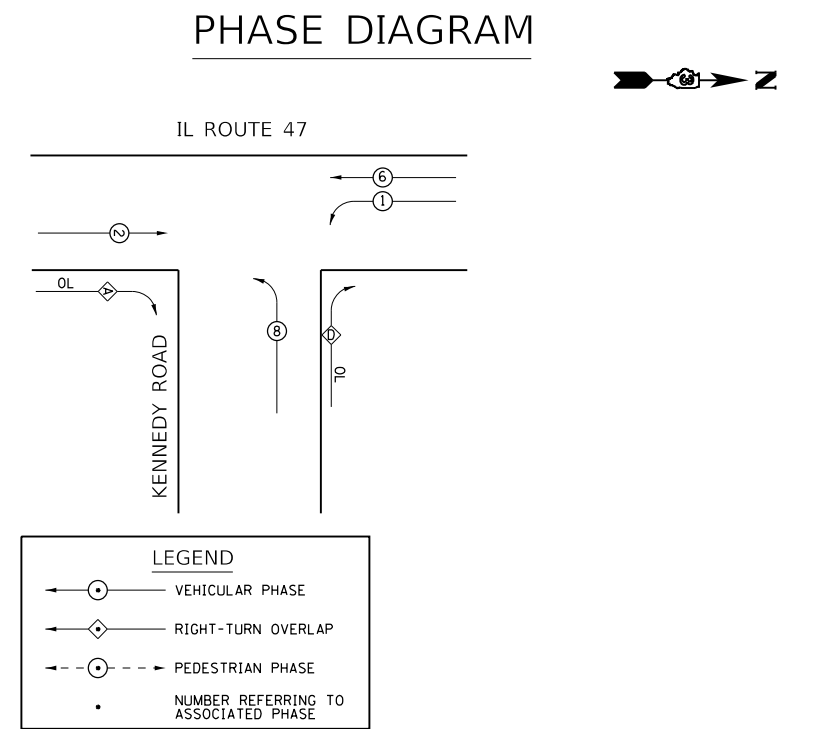 PHASE DIAGRAM
N
3
IL ROUTE 47
6
1
2
OL
A
8
D
OL
KENNEDY ROAD
LEGEND
VEHICULAR PHASE
RIGHT-TURN OVERLAP
PEDESTRIAN PHASE
NUMBER REFERRING TO
ASSOCIATED PHASE